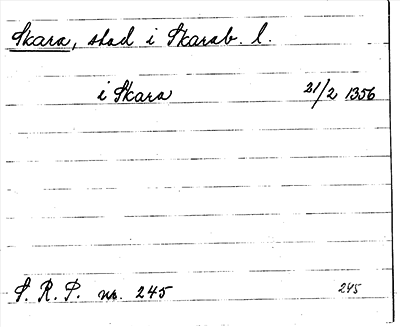 Skara, stad i Skarab. l.
i Skara 21/2 1356
S. R. P. nr. 245 245